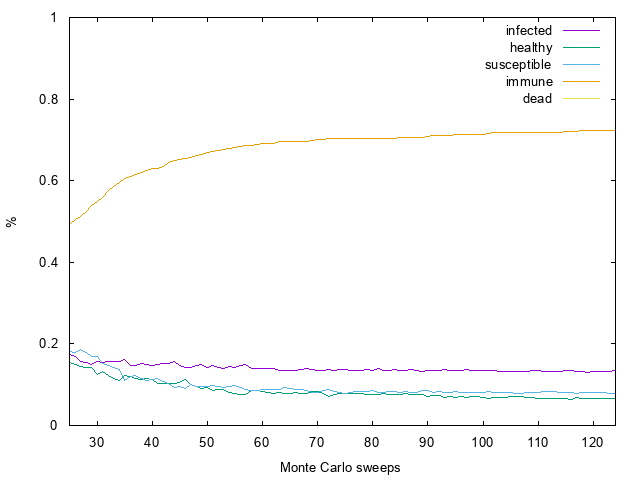 1
infected
healthy
susceptible
immune
dead
0.8
0.6
%
0.4
0.2
0
30 40 50 60 70 80 90 100 110 120
Monte Carlo sweeps